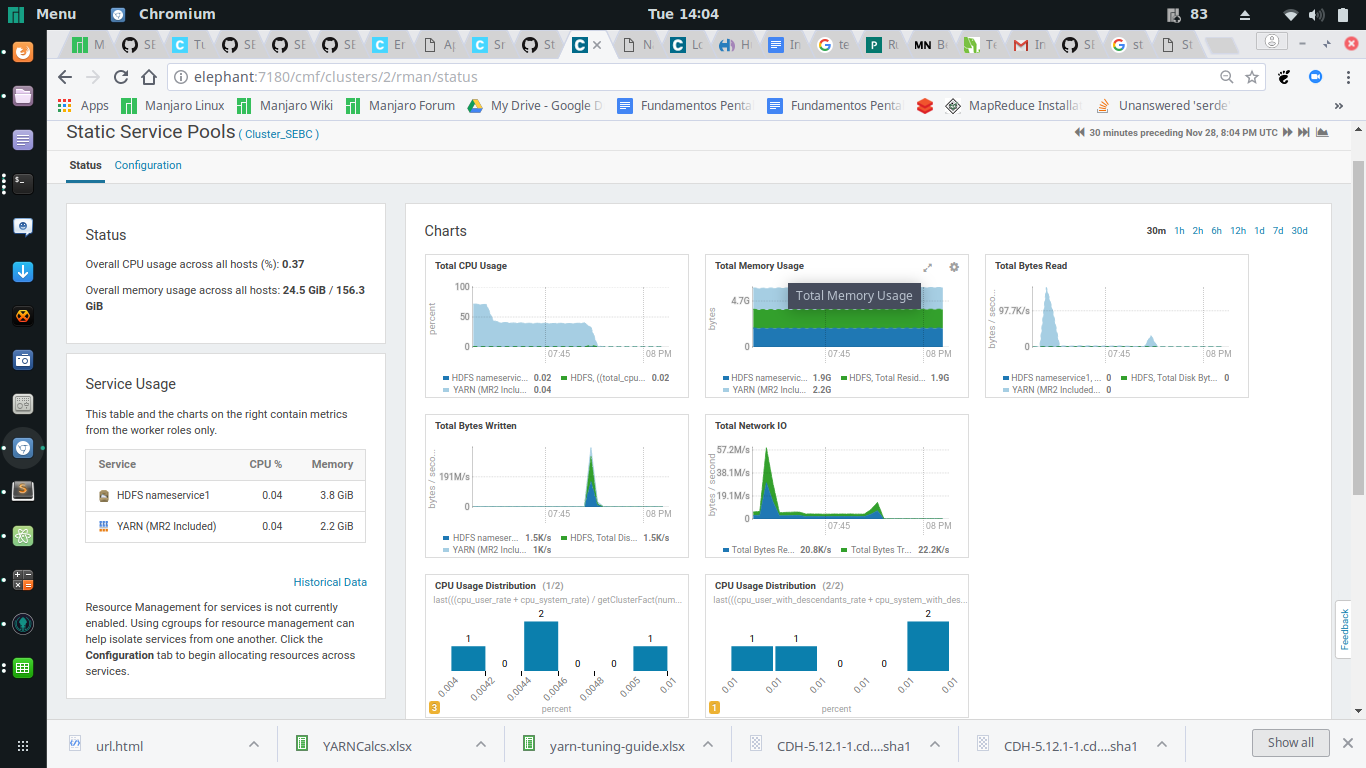 Menu Chromium Tue 14:04 83
M SE Tu SE SE SE En Ap Sn St C N Lo Hi In te Ru MN B Te In SE st St
elephant:7180/cmf/clusters/2/rman/status
Apps Manjaro Linux Manjaro Wiki Manjaro Forum My Drive - Google D Fundamentos Penta Fundamentos Penta MapReduce Installa Unanswered 'serde' »
Static Service Pools ( Cluster_SEBC )
30 minutes preceding Nov 28, 8:04 PM UTC
Status Configuration
Status
Overall CPU usage across all hosts (%): 0.37
Overall memory usage across all hosts: 24.5 GiB / 156.3
GiB
Service Usage
This table and the charts on the right contain metrics
from the worker roles only.
Service CPU % Memory
HDFS nameservice1 0.04 3.8 GiB
YARN (MR2 Included) 0.04 2.2 GiB
Historical Data
Resource Management for services is not currently
enabled. Using cgroups for resource management can
help isolate services from one another. Click the
Configuration tab to begin allocating resources across
services.
Charts
30m 1h 2h 6h 12h 1d 7d 30d
Total CPU Usage
percent
100
50
0
07:45 08 PM
HDFS nameservic... 0.02 HDFS, ((total_cpu... 0.02
YARN (MR2 Inclu... 0.04
Total Memory Usage
Total Memory Usage
bytes
4.7G
0
07:45 08 PM
HDFS nameservic... 1.9G HDFS, Total Resid... 1.9G
YARN (MR2 Inclu... 2.2G
Total Bytes Read
bytes / seco...
97.7K/s
0
07:45 08 PM
HDFS nameservice1, ... 0 HDFS, Total Disk Byt... 0
YARN (MR2 Included... 0
Total Bytes Written
bytes / seco...
191M/s
0
07:45 08 PM
HDFS nameser... 1.5K/s HDFS, Total Dis... 1.5K/s
YARN (MR2 Inclu... 1K/s
Total Network IO
bytes / second
57.2M/s
38.1M/s
19.1M/s
0
07:45 08 PM
Total Bytes Re... 20.8K/s Total Bytes Tr... 22.2K/s
CPU Usage Distribution (1/2)
last(((cpu_user_rate + cpu_system_rate) / getClusterFact(num...
1 0 2 0 0 1
0.004 0.0042 0.0044 0.0046 0.0048 0.005 0.01
percent
3
CPU Usage Distribution (2/2)
last(((cpu_user_with_descendants_rate + cpu_system_with_des...
1 1 0 0 2
0.01 0.01 0.01 0.01 0.01 0.01
percent
1
Feedback
url.html YARNCalcs.xlsx yarn-tuning-guide.xlsx CDH-5.12.1-1.cd....sha1 CDH-5.12.1-1.cd....sha1 Show all